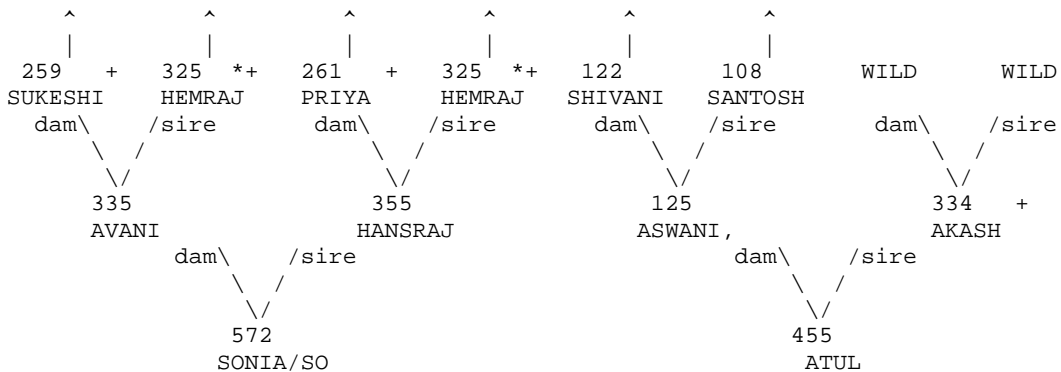 ^ ^ ^ ^ ^ ^
| | | | | |
259 + 325 *+ 261 + 325 *+ 122 108 WILD WILD
SUKESHI HEMRAJ PRIYA HEMRAJ SHIVANI SANTOSH
dam\ /sire dam\ /sire dam\ /sire dam\ /sire
\ / \ / \ / \ /
\/ \/ \/ \/
335 355 125 334 +
AVANI HANSRAJ ASWANI, AKASH
dam\ /sire dam\ /sire
\ / \ /
\/ \/
572 455
SONIA/SO ATUL